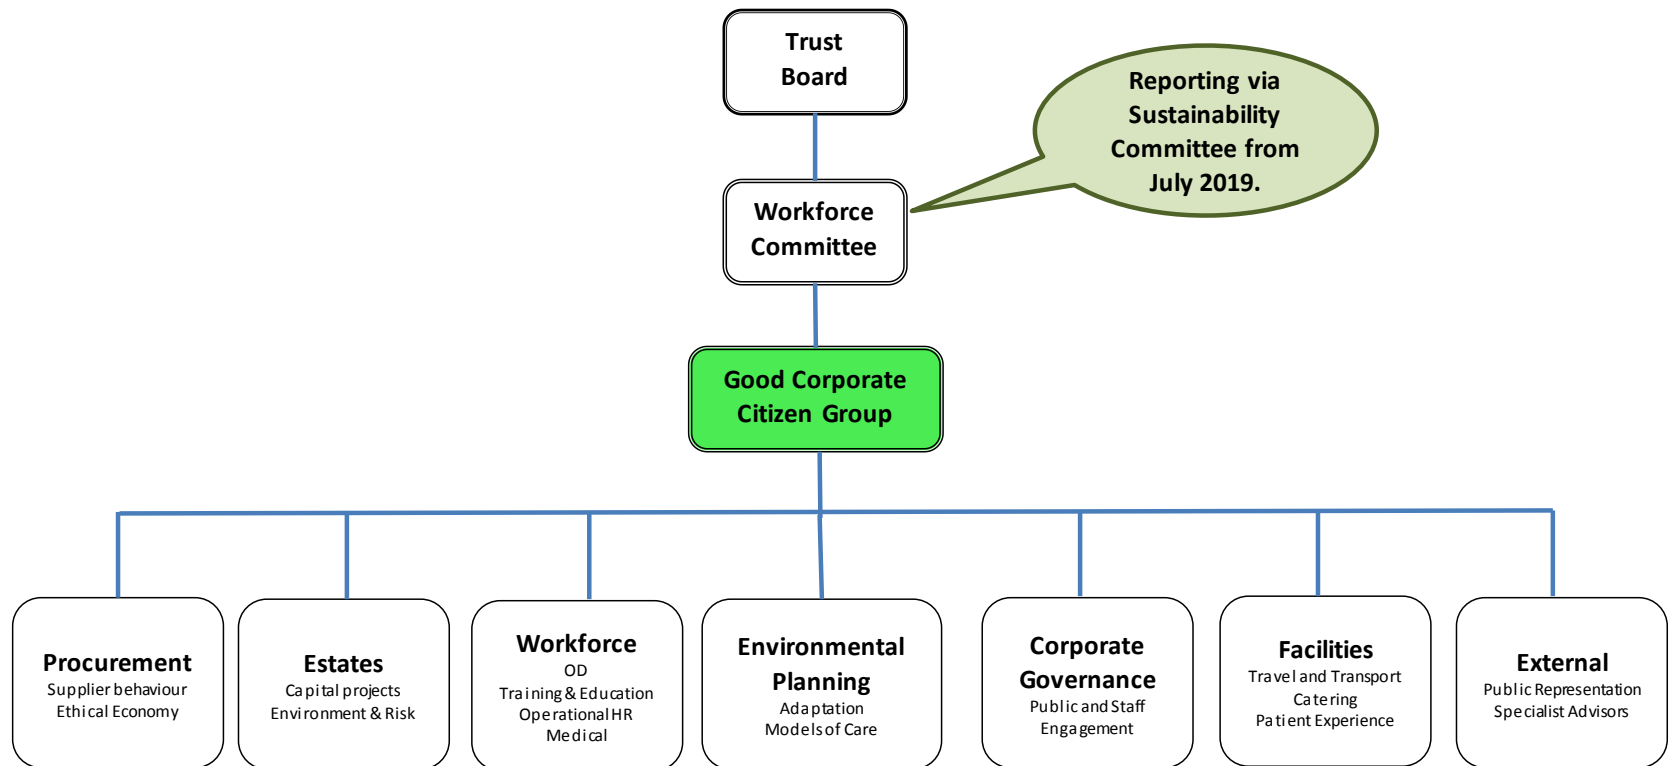 Trust
Board
Reporting via
Sustainability
Committee from
July 2019.
Workforce
Committee
Good Corporate
Citizen Group
Procurement
Supplier behaviour
Ethical Economy
Estates
Capital projects
Environment & Risk
Workforce
OD
Training & Education
Operational HR
Medical
Environmental
Planning
Adaptation
Models of Care
Corporate
Governance
Public and Staff
Engagement
Facilities
Travel and Transport
Catering
Patient Experience
External
Public Representation
Specialist Advisors